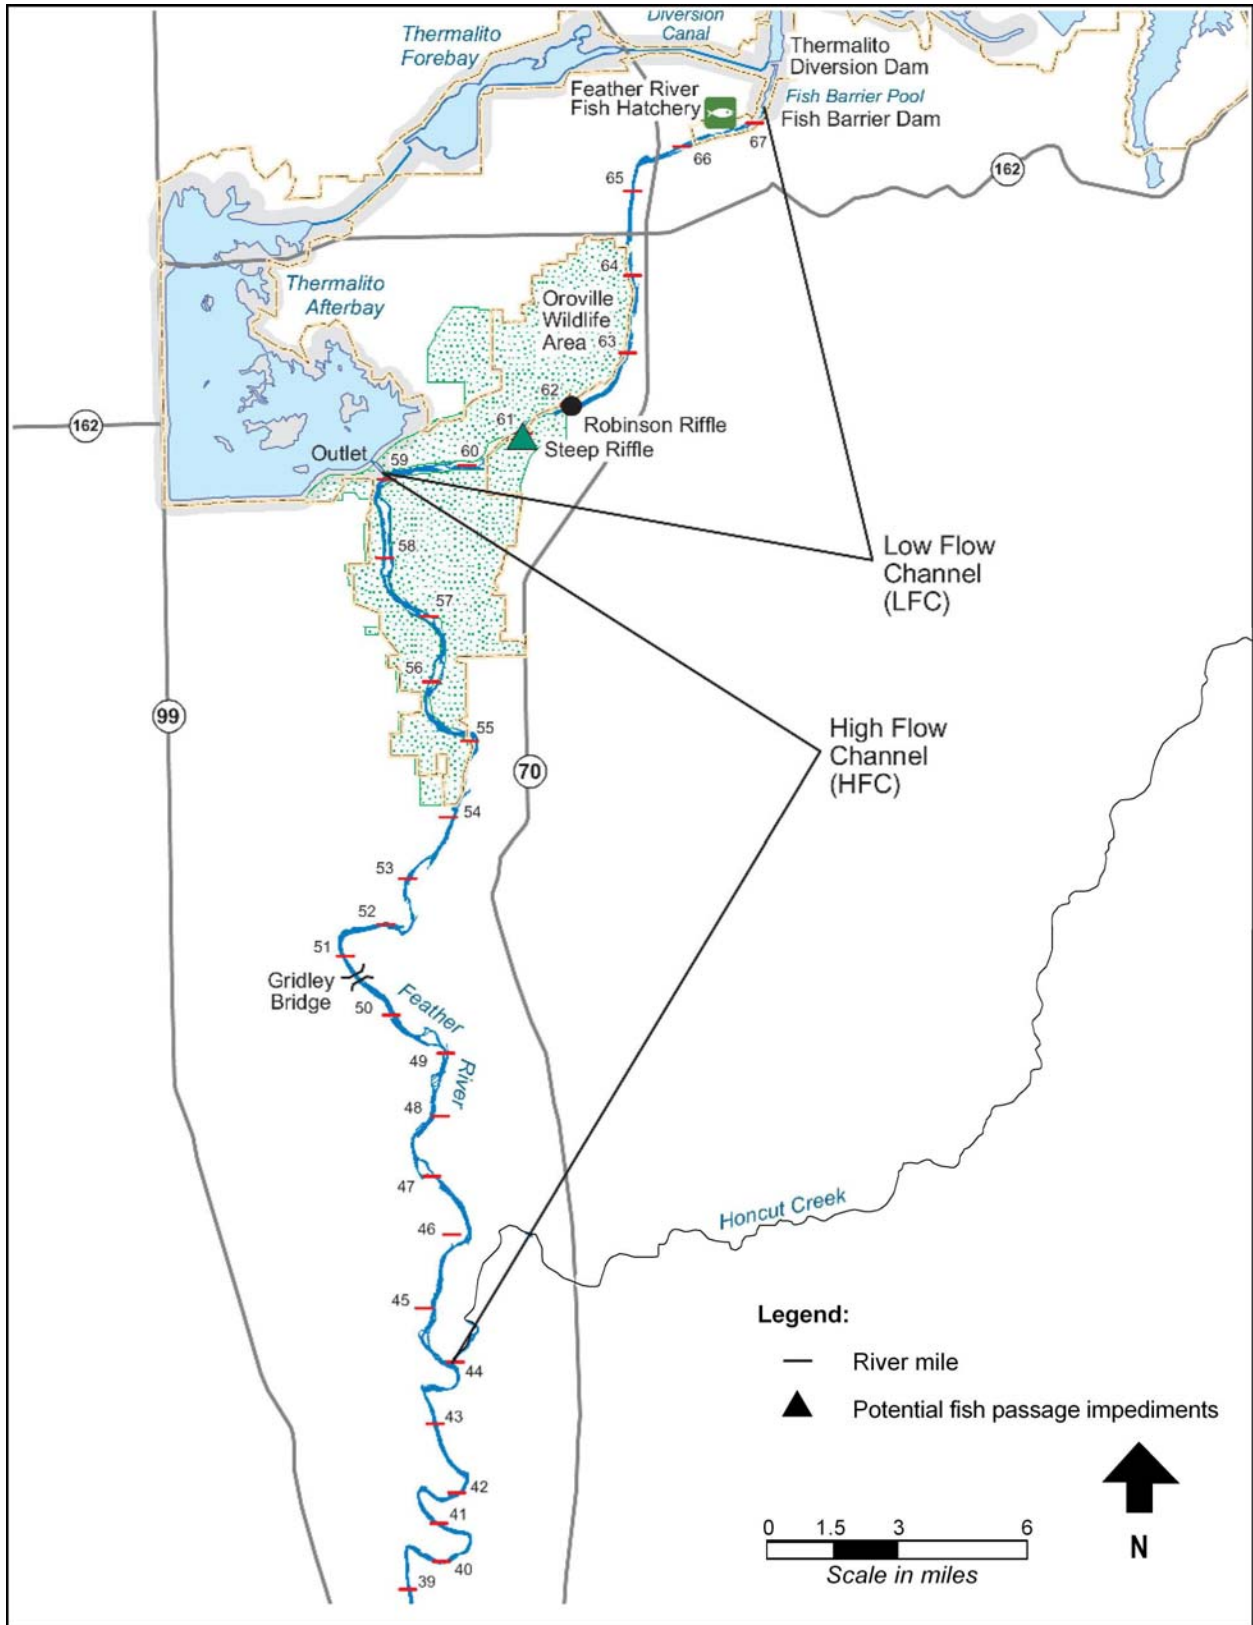 Diversion
Canal
Thermalito
Forebay
Thermalito
Diversion Dam
Feather River
Fish Hatchery
Fish Barrier Pool
Fish Barrier Dam
67
66
162
65
64
Thermalito
Afterbay
Oroville
Wildlife
Area
63
62
61
Robinson Riffle
Steep Riffle
162
Outlet
59
60
Low Flow
Channel
(LFC)
58
57
56
55
99
High Flow
Channel
(HFC)
70
54
53
52
51
Gridley
Bridge
50
Feather
River
49
48
47
46
Honcut Creek
45
44
43
42
41
40
39
Legend:
River mile
Potential fish passage impediments
0 1.5 3 6
Scale in miles
N